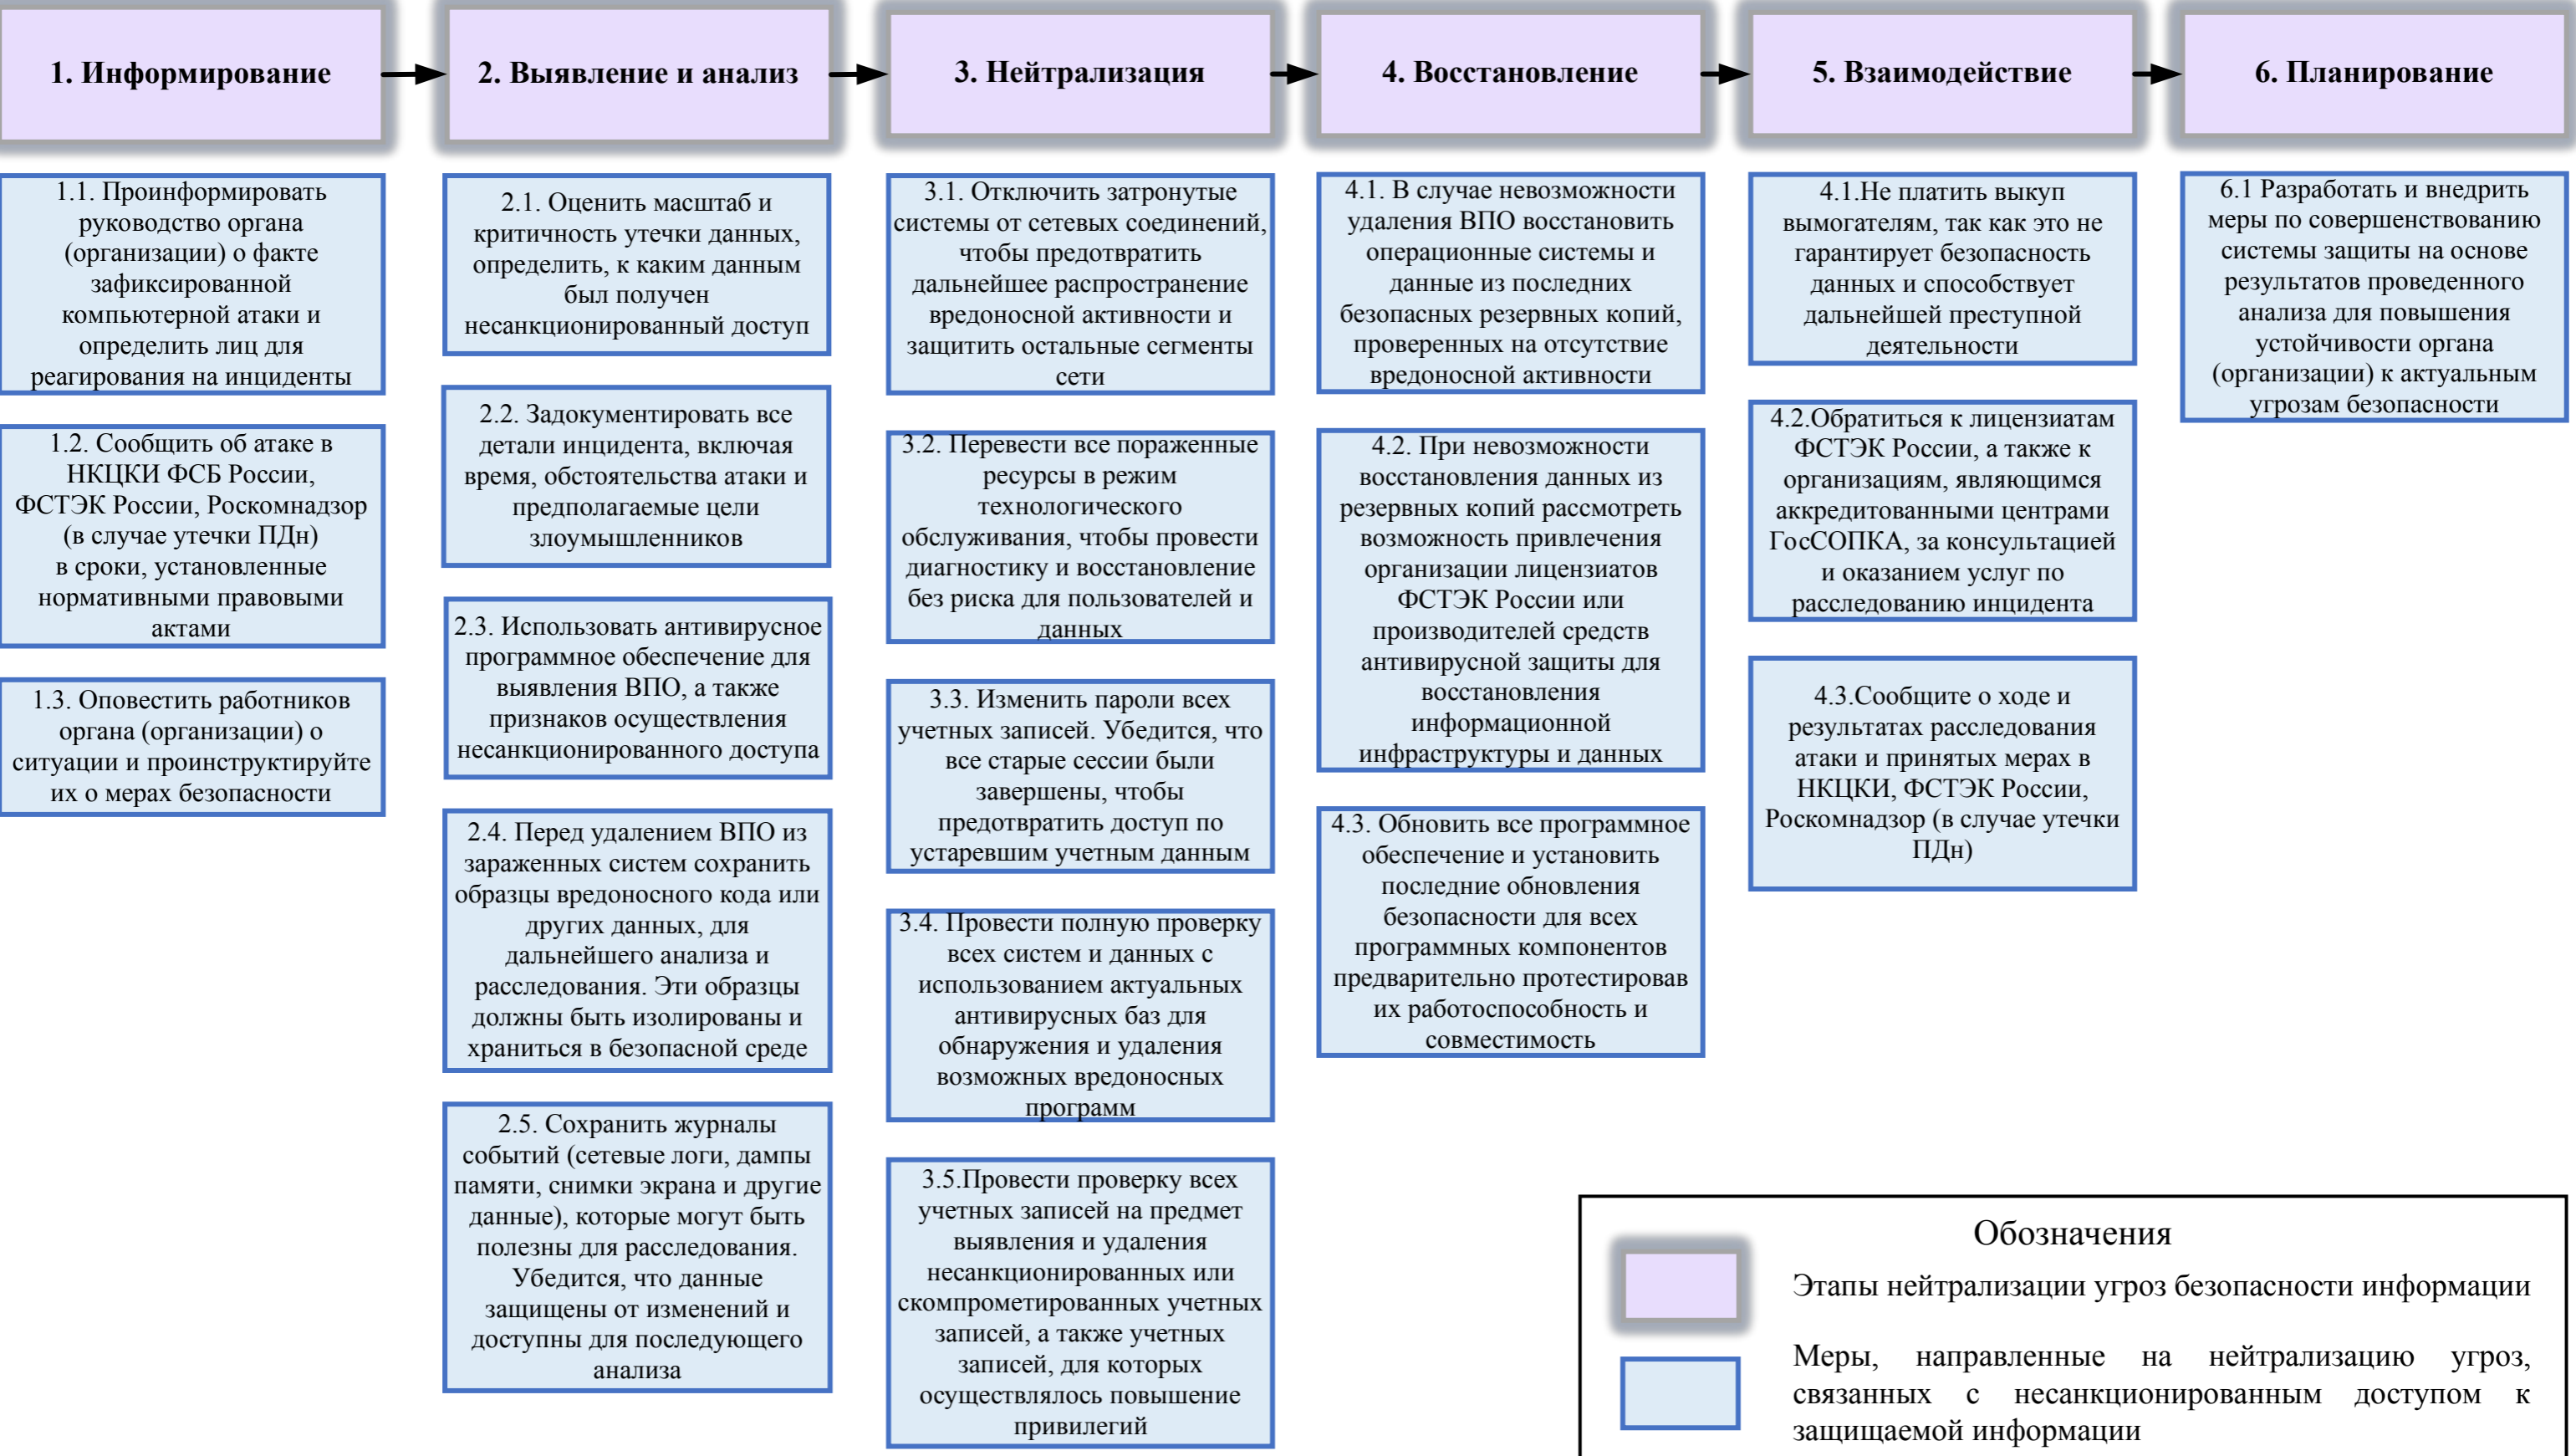 1. Информирование
2. Выявление и анализ
3. Нейтрализация
4. Восстановление
5. Взаимодействие
6. Планирование
1.1. Проинформировать
руководство органа
(организации) о факте
зафиксированной
компьютерной атаки и
определить лиц для
реагирования на инциденты
1.2. Сообщить об атаке в
НКЦКИ ФСБ России,
ФСТЭК России, Роскомнадзор
(в случае утечки ПДн)
в сроки, установленные
нормативными правовыми
актами
1.3. Оповестить работников
органа (организации) о
ситуации и проинструктируйте
их о мерах безопасности
2.1. Оценить масштаб и
критичность утечки данных,
определить, к каким данным
был получен
несанкционированный доступ
2.2. Задокументировать все
детали инцидента, включая
время, обстоятельства атаки и
предполагаемые цели
злоумышленников
2.3. Использовать антивирусное
программное обеспечение для
выявления ВПО, а также
признаков осуществления
несанкционированного доступа
2.4. Перед удалением ВПО из
зараженных систем сохранить
образцы вредоносного кода или
других данных, для
дальнейшего анализа и
расследования. Эти образцы
должны быть изолированы и
храниться в безопасной среде
2.5. Сохранить журналы
событий (сетевые логи, дампы
памяти, снимки экрана и другие
данные), которые могут быть
полезны для расследования.
Убедится, что данные
защищены от изменений и
доступны для последующего
анализа
3.1. Отключить затронутые
системы от сетевых соединений,
чтобы предотвратить
дальнейшее распространение
вредоносной активности и
защитить остальные сегменты
сети
3.2. Перевести все пораженные
ресурсы в режим
технологического
обслуживания, чтобы провести
диагностику и восстановление
без риска для пользователей и
данных
3.3. Изменить пароли всех
учетных записей. Убедится, что
все старые сессии были
завершены, чтобы
предотвратить доступ по
устаревшим учетным данным
3.4. Провести полную проверку
всех систем и данных с
использованием актуальных
антивирусных баз для
обнаружения и удаления
возможных вредоносных
программ
3.5.Провести проверку всех
учетных записей на предмет
выявления и удаления
несанкционированных или
скомпрометированных учетных
записей, а также учетных
записей, для которых
осуществлялось повышение
привилегий
4.1. В случае невозможности
удаления ВПО восстановить
операционные системы и
данные из последних
безопасных резервных копий,
проверенных на отсутствие
вредоносной активности
4.2. При невозможности
восстановления данных из
резервных копий рассмотреть
возможность привлечения
организации лицензиатов
ФСТЭК России или
производителей средств
антивирусной защиты для
восстановления
информационной
инфраструктуры и данных
4.3. Обновить все программное
обеспечение и установить
последние обновления
безопасности для всех
программных компонентов
предварительно протестировав
их работоспособность и
совместимость
4.1.Не платить выкуп
вымогателям, так как это не
гарантирует безопасность
данных и способствует
дальнейшей преступной
деятельности
4.2.Обратиться к лицензиатам
ФСТЭК России, а также к
организациям, являющимся
аккредитованными центрами
ГосСОПКА, за консультацией
и оказанием услуг по
расследованию инцидента
4.3.Сообщите о ходе и
результатах расследования
атаки и принятых мерах в
НКЦКИ, ФСТЭК России,
Роскомнадзор (в случае утечки
ПДн)
6.1 Разработать и внедрить
меры по совершенствованию
системы защиты на основе
результатов проведенного
анализа для повышения
устойчивости органа
(организации) к актуальным
угрозам безопасности
Обозначения
Этапы нейтрализации угроз безопасности информации
Меры, направленные на нейтрализацию угроз,
связанных с несанкционированным доступом к
защищаемой информации